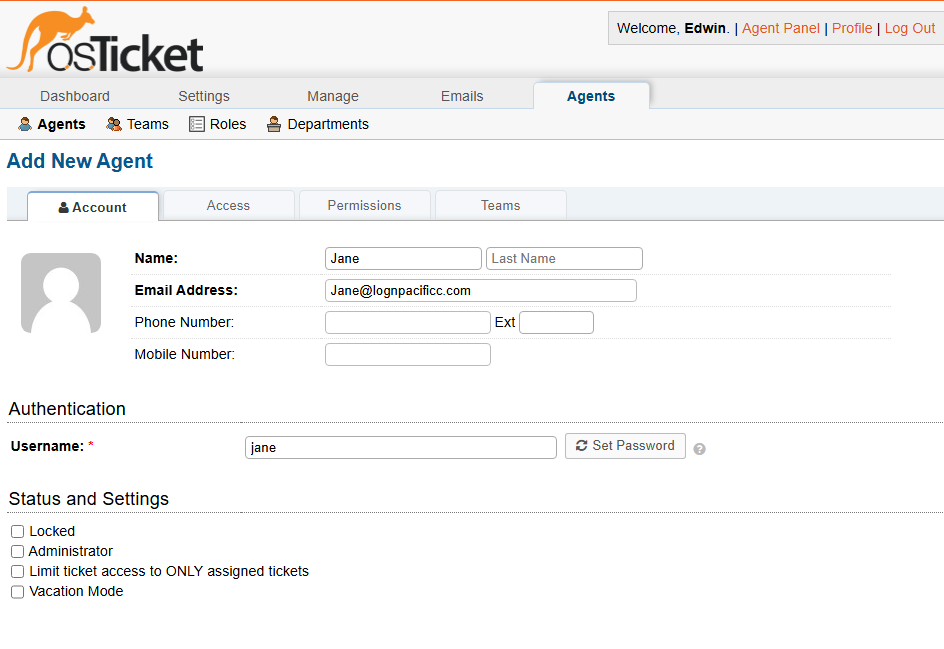 osTicket
Welcome, Edwin. | Agent Panel | Profile | Log Out
Dashboard Settings Manage Emails Agents
Agents Teams Roles Departments
Add New Agent
Account Access Permissions Teams
Name: Jane Last Name
Email Address: Jane@lognpacificc.com
Phone Number: Ext
Mobile Number:
Authentication
Username: * jane Set Password ?
Status and Settings
Locked
Administrator
Limit ticket access to ONLY assigned tickets
Vacation Mode